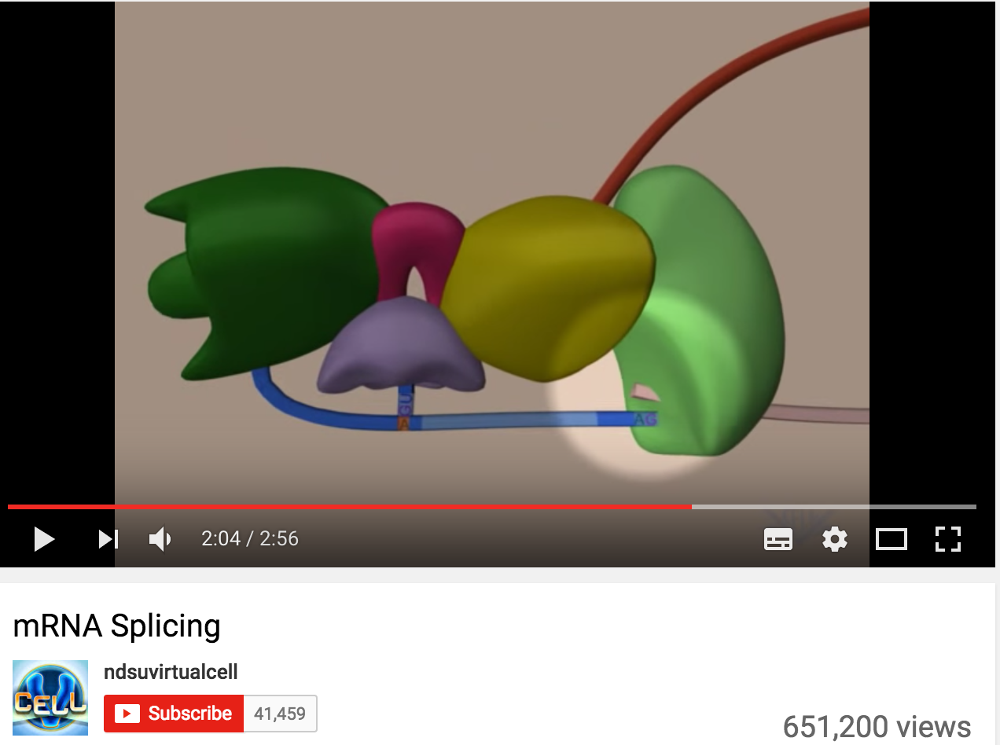 GU
A
AG
2:04 / 2:56
mRNA Splicing
ndsuvirtualcell
CELL
Subscribe 41,459
651,200 views